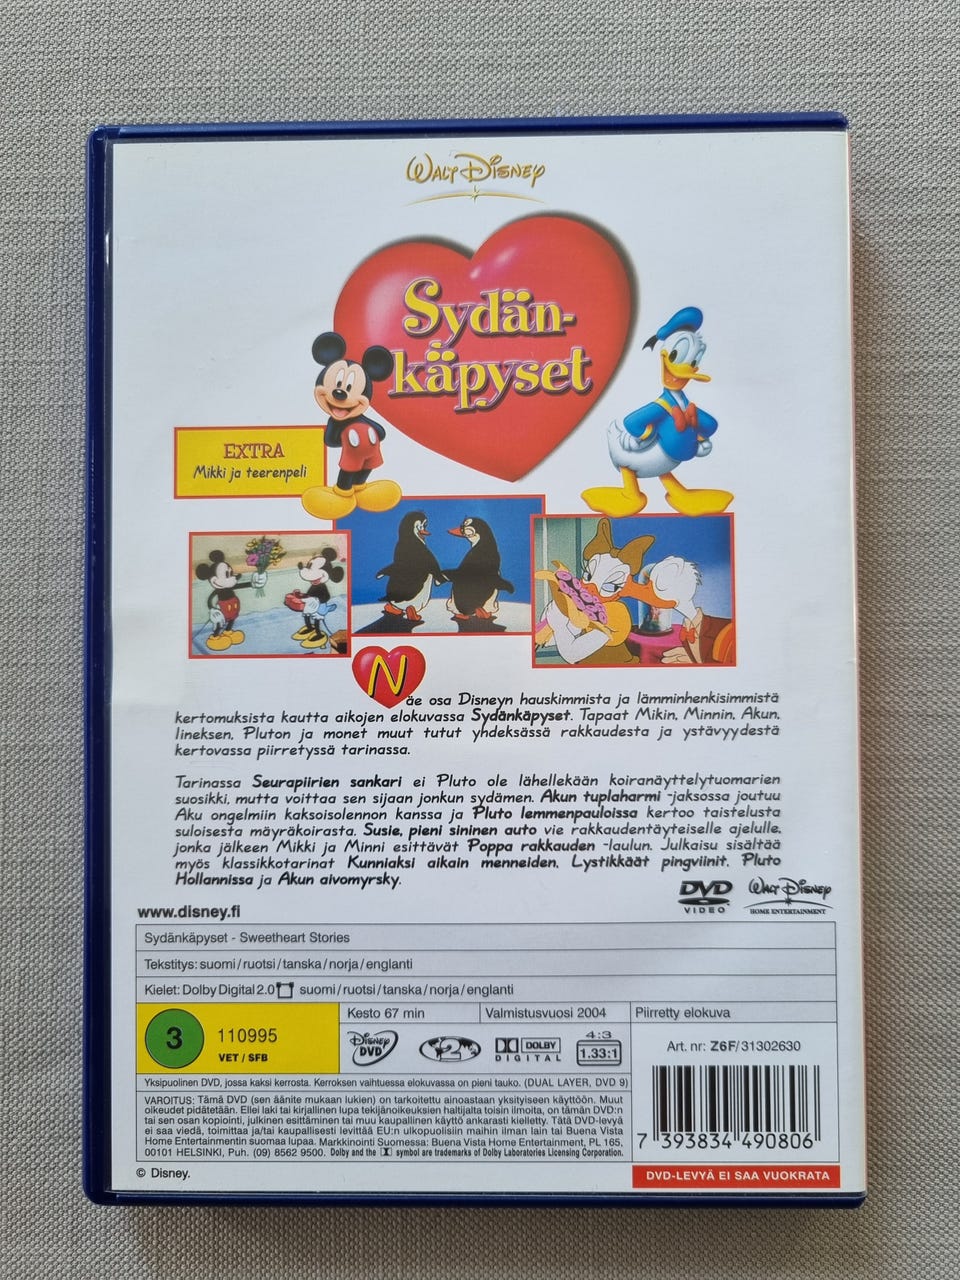 WALT DISNEY
Sydän-
käpyset
EXTRA
Mikki ja teerenpeli
Näe osa Disneyn hauskimmista ja lämminhenkisimmistä
kertomuksista kautta aikojen elokuvassa Sydänkäpyset. Tapaat Mikin, Minnin, Akun,
Iineksen, Pluton ja monet muut tutut yhdeksässä rakkaudesta ja ystävyydestä
kertovassa piirretyssä tarinassa.
Tarinassa Seurapiirien sankari ei Pluto ole lähellekään koiranäyttelytuomarien
suosikki, mutta voittaa sen sijaan jonkun sydämen. Akun tuplaharmi -jaksossa joutuu
Aku ongelmiin kaksoisolennon kanssa ja Pluto lemmenpauloissa kertoo taistelusta
suloisesta mäyräkoirasta. Susie, pieni sininen auto vie rakkaudentäyteiselle ajelulle,
jonka jälkeen Mikki ja Minni esittävät Poppa rakkauden -laulun. Julkaisu sisältää
myös klassikkotarinat Kunniaksi aikain menneiden, Lystikkäät pingviinit, Pluto
Hollannissa ja Akun aivomyrsky.
DVD VIDEO
WALT DISNEY HOME ENTERTAINMENT
www.disney.fi
Sydänkäpyset - Sweetheart Stories
Tekstitys: suomi/ruotsi/tanska/norja/englanti
Kielet: Dolby Digital 2.0 suomi/ruotsi/tanska/norja/englanti
3 110995
VET / SFB
Kesto 67 min
Valmistusvuosi 2004
Piirretty elokuva
DISNEY DVD
2
DOLBY DIGITAL
4:3
1.33:1
Art. nr: Z6F/31302630
Yksipuolinen DVD, jossa kaksi kerrosta. Kerroksen vaihtuessa elokuvassa on pieni tauko. (DUAL LAYER, DVD 9)
VAROITUS: Tämä DVD (sen äänite mukaan lukien) on tarkoitettu ainoastaan yksityiseen käyttöön. Muut
oikeudet pidätetään. Ellei laki tai kirjallinen lupa tekijänoikeuksien haltijalta toisin ilmoita, on tämän DVD:n
tai sen osan kopiointi, julkinen esittäminen tai muu kaupallinen käyttö ankarasti kielletty. Tätä DVD-levyä
ei saa viedä, toimittaa ja/tai kaupallisesti levittää EU:n ulkopuolisiin maihin ilman lain tai Buena Vista
Home Entertainmentin suomaa lupaa. Markkinointi Suomessa: Buena Vista Home Entertainment, PL 165,
00101 HELSINKI, Puh. (09) 8562 9500. Dolby and the symbol are trademarks of Dolby Laboratories Licensing Corporation.
7 393834 490806
© Disney.
DVD-LEVYÄ EI SAA VUOKRATA